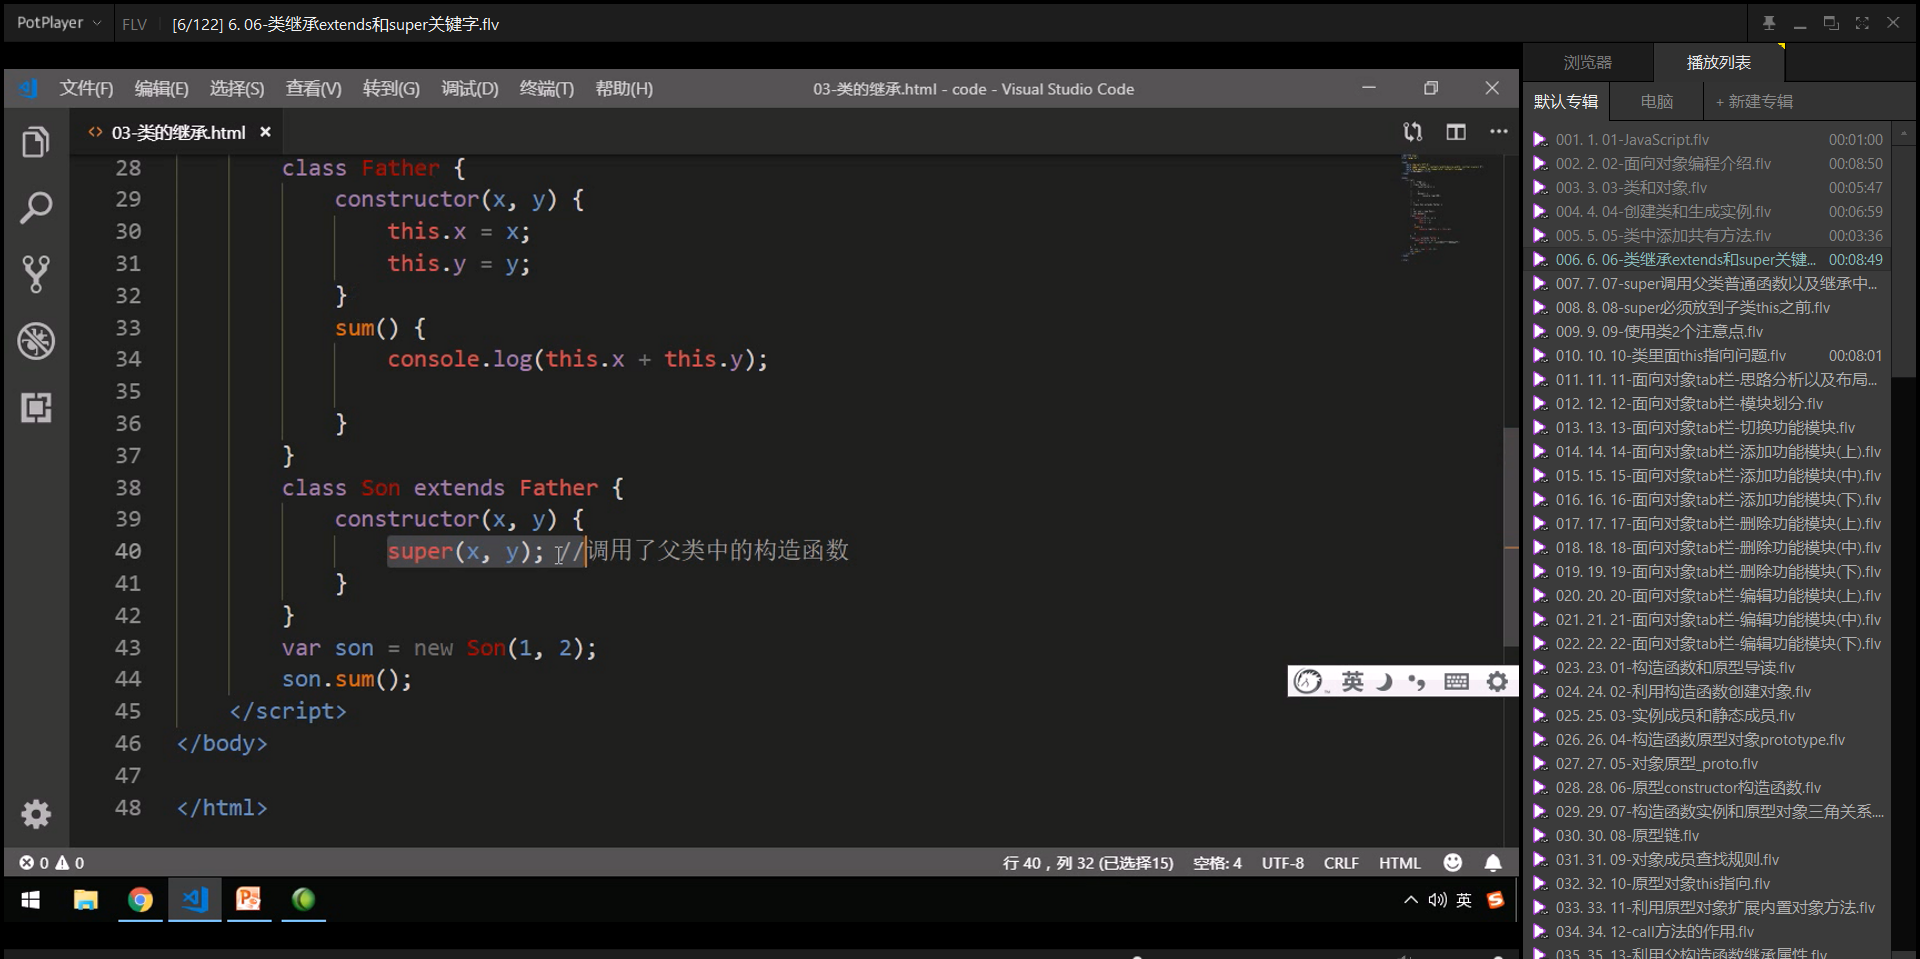 PotPlayer FLV [6/122] 6. 06-类继承extends和super关键字.flv
文件(F) 编辑(E) 选择(S) 查看(V) 转到(G) 调试(D) 终端(T) 帮助(H) 03-类的继承.html - code - Visual Studio Code
03-类的继承.html
28 class Father {
29 constructor(x, y) {
30 this.x = x;
31 this.y = y;
32 }
33 sum() {
34 console.log(this.x + this.y);
35
36 }
37 }
38 class Son extends Father {
39 constructor(x, y) {
40 super(x, y); //调用了父类中的构造函数
41 }
42 }
43 var son = new Son(1, 2);
44 son.sum();
45 </script>
46 </body>
47
48 </html>
英
0 0 行 40，列 32 (已选择15) 空格: 4 UTF-8 CRLF HTML
英
浏览器 播放列表
默认专辑 电脑 + 新建专辑
001. 1. 01-JavaScript.flv 00:01:00
002. 2. 02-面向对象编程介绍.flv 00:08:50
003. 3. 03-类和对象.flv 00:05:47
004. 4. 04-创建类和生成实例.flv 00:06:59
005. 5. 05-类中添加共有方法.flv 00:03:36
006. 6. 06-类继承extends和super关键... 00:08:49
007. 7. 07-super调用父类普通函数以及继承中...
008. 8. 08-super必须放到子类this之前.flv
009. 9. 09-使用类2个注意点.flv
010. 10. 10-类里面this指向问题.flv 00:08:01
011. 11. 11-面向对象tab栏-思路分析以及布局...
012. 12. 12-面向对象tab栏-模块划分.flv
013. 13. 13-面向对象tab栏-切换功能模块.flv
014. 14. 14-面向对象tab栏-添加功能模块(上).flv
015. 15. 15-面向对象tab栏-添加功能模块(中).flv
016. 16. 16-面向对象tab栏-添加功能模块(下).flv
017. 17. 17-面向对象tab栏-删除功能模块(上).flv
018. 18. 18-面向对象tab栏-删除功能模块(中).flv
019. 19. 19-面向对象tab栏-删除功能模块(下).flv
020. 20. 20-面向对象tab栏-编辑功能模块(上).flv
021. 21. 21-面向对象tab栏-编辑功能模块(中).flv
022. 22. 22-面向对象tab栏-编辑功能模块(下).flv
023. 23. 01-构造函数和原型导读.flv
024. 24. 02-利用构造函数创建对象.flv
025. 25. 03-实例成员和静态成员.flv
026. 26. 04-构造函数原型对象prototype.flv
027. 27. 05-对象原型_proto.flv
028. 28. 06-原型constructor构造函数.flv
029. 29. 07-构造函数实例和原型对象三角关系....
030. 30. 08-原型链.flv
031. 31. 09-对象成员查找规则.flv
032. 32. 10-原型对象this指向.flv
033. 33. 11-利用原型对象扩展内置对象方法.flv
034. 34. 12-call方法的作用.flv
035. 35. 13-利用父构造函数继承属性.flv